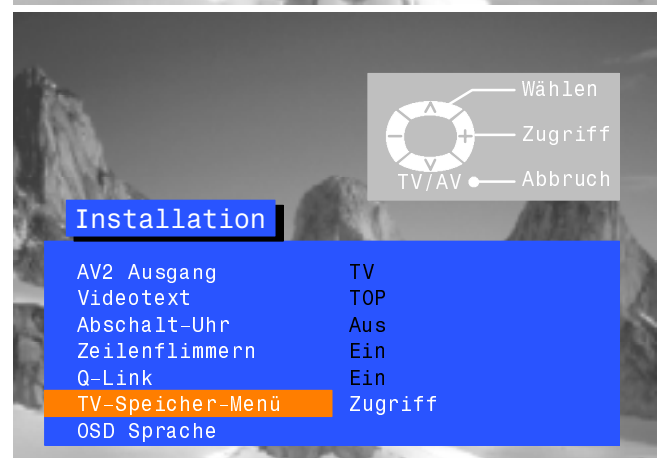 Wählen
Zugriff
TV/AV Abbruch
Installation
AV2 Ausgang TV
Videotext TOP
Abschalt-Uhr Aus
Zeilenflimmern Ein
Q-Link Ein
TV-Speicher-Menü Zugriff
OSD Sprache